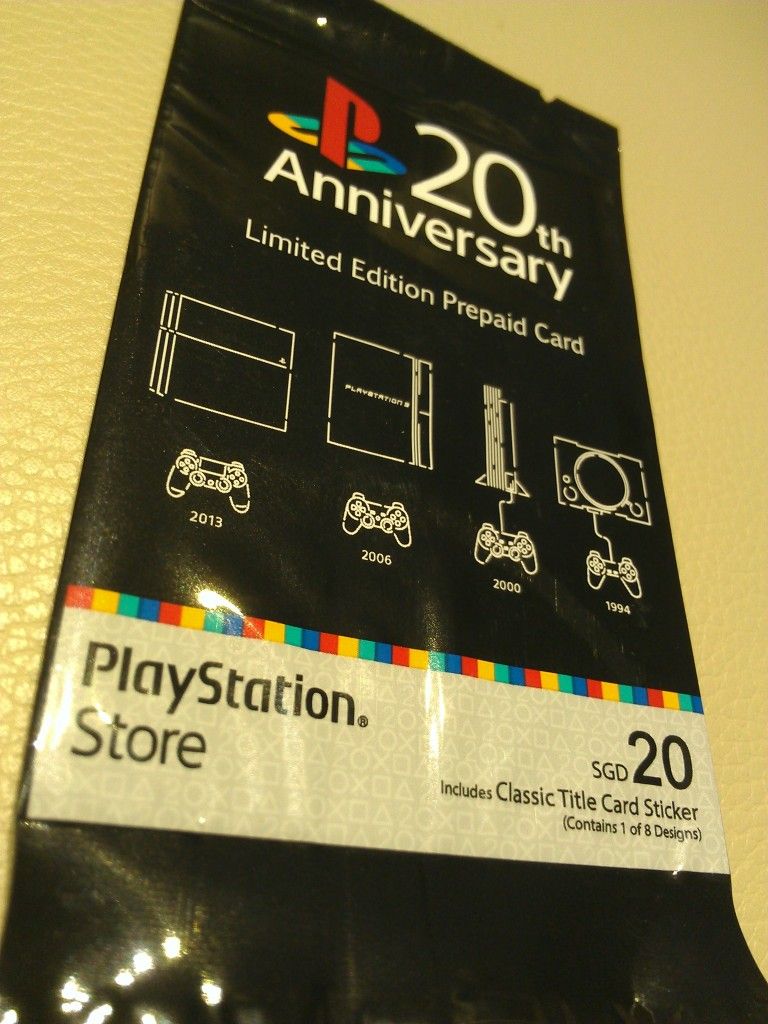 20th
Anniversary
Limited Edition Prepaid Card
PLAYSTATION 3
2013
2006
2000
1994
PlayStation®
Store
SGD 20
Includes Classic Title Card Sticker
(Contains 1 of 8 Designs)